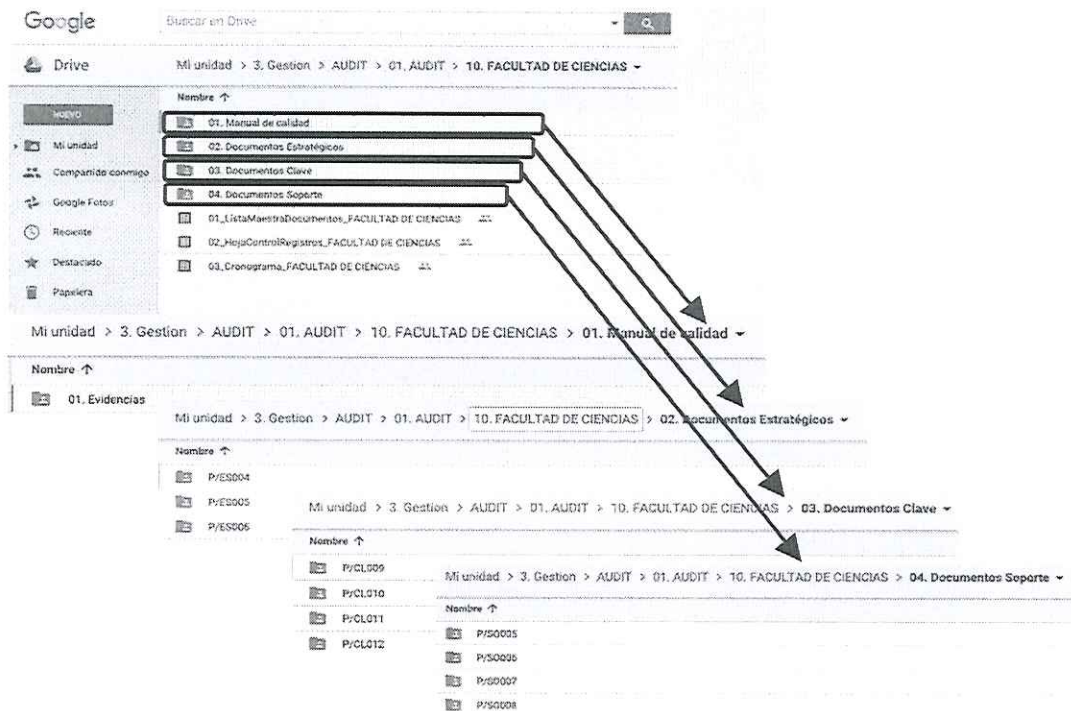 Google
Buscar en Drive
Drive
Mi unidad > 3. Gestion > AUDIT > 01. AUDIT > 10. FACULTAD DE CIENCIAS
NUEVO
Mi unidad
Compartido conmigo
Google Fotos
Reciente
Destacado
Papelera
Nombre ↑
01. Manual de calidad
02. Documentos Estratégicos
03. Documentos Clave
04. Documentos Soporte
01_ListaMaestraDocumentos_FACULTAD DE CIENCIAS
02_HojaControlRegistros_FACULTAD DE CIENCIAS
03_Cronograma_FACULTAD DE CIENCIAS
Mi unidad > 3. Gestion > AUDIT > 01. AUDIT > 10. FACULTAD DE CIENCIAS > 01. Manual de calidad
Nombre ↑
01. Evidencias
Mi unidad > 3. Gestion > AUDIT > 01. AUDIT > 10. FACULTAD DE CIENCIAS > 02. Documentos Estratégicos
Nombre ↑
P/ES004
P/ES005
P/ES006
Mi unidad > 3. Gestion > AUDIT > 01. AUDIT > 10. FACULTAD DE CIENCIAS > 03. Documentos Clave
Nombre ↑
P/CL009
P/CL010
P/CL011
P/CL012
Mi unidad > 3. Gestion > AUDIT > 01. AUDIT > 10. FACULTAD DE CIENCIAS > 04. Documentos Soporte
Nombre ↑
P/SO005
P/SO006
P/SO007
P/SO008